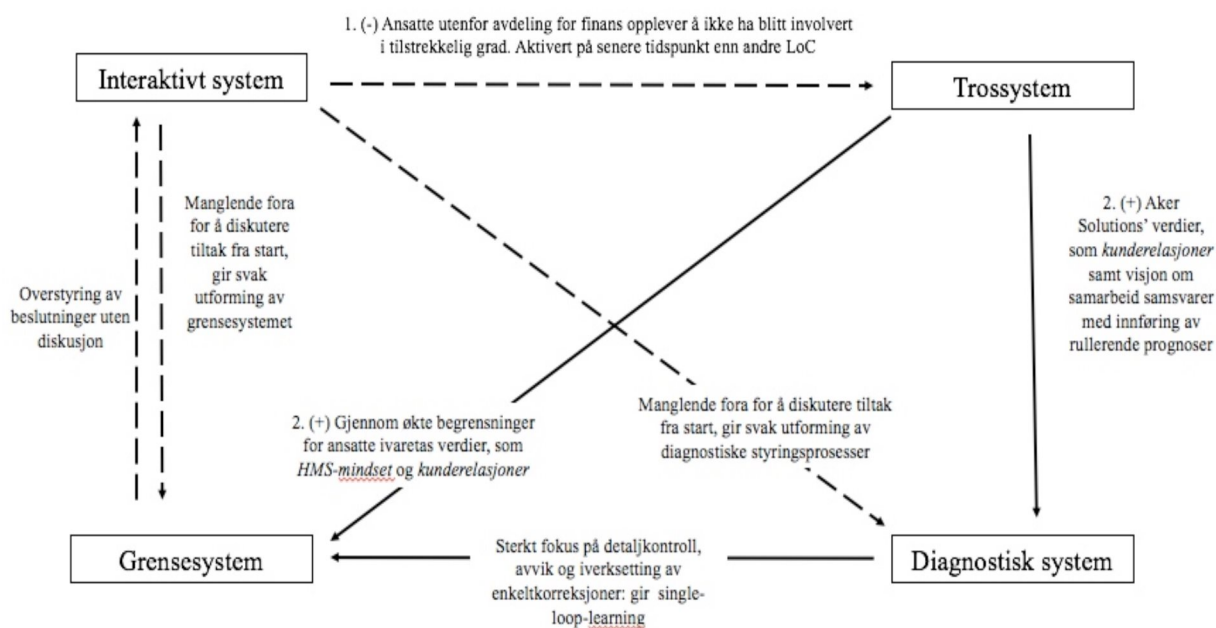 1. (-) Ansatte utenfor avdeling for finans opplever å ikke ha blitt involvert
i tilstrekkelig grad. Aktivert på senere tidspunkt enn andre LoC
Interaktivt system
Trossystem
Manglende fora
for å diskutere
tiltak fra start,
gir svak
utforming av
grensesystemet
2. (+) Aker
Solutions’ verdier,
som kunderelasjoner
samt visjon om
samarbeid samsvarer
med innføring av
rullerende prognoser
Overstyring av
beslutninger uten
diskusjon
2. (+) Gjennom økte begrensninger
for ansatte ivaretas verdier, som
HMS-mindset og kunderelasjoner
Manglende fora for å diskutere tiltak
fra start, gir svak utforming av
diagnostiske styringsprosesser
Grensesystem
Sterkt fokus på detaljkontroll,
avvik og iverksetting av
enkeltkorreksjoner: gir single-
loop-learning
Diagnostisk system